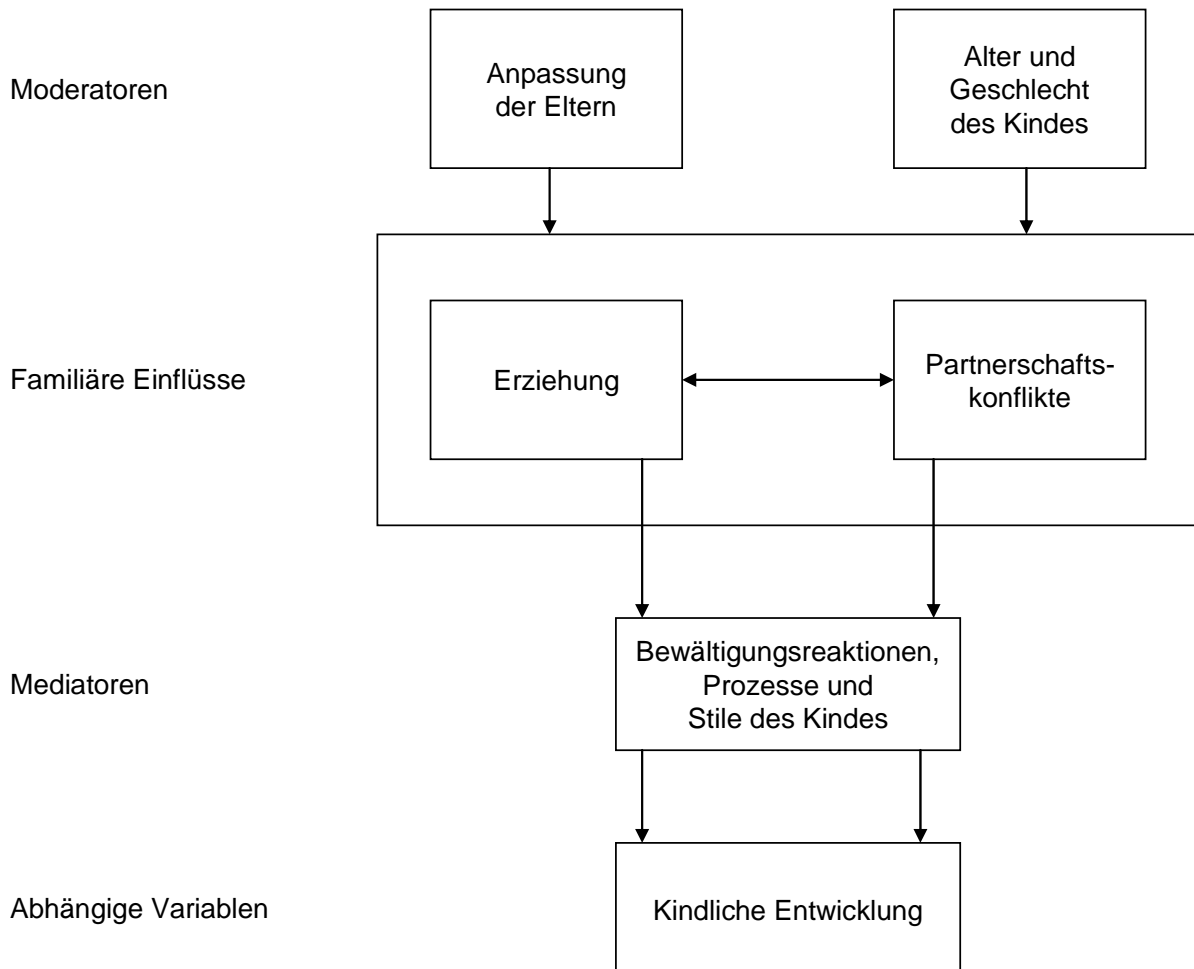 Moderatoren
Anpassung
der Eltern
Alter und
Geschlecht
des Kindes
Familiäre Einflüsse
Erziehung
Partnerschafts-
konflikte
Mediatoren
Bewältigungsreaktionen,
Prozesse und
Stile des Kindes
Abhängige Variablen
Kindliche Entwicklung